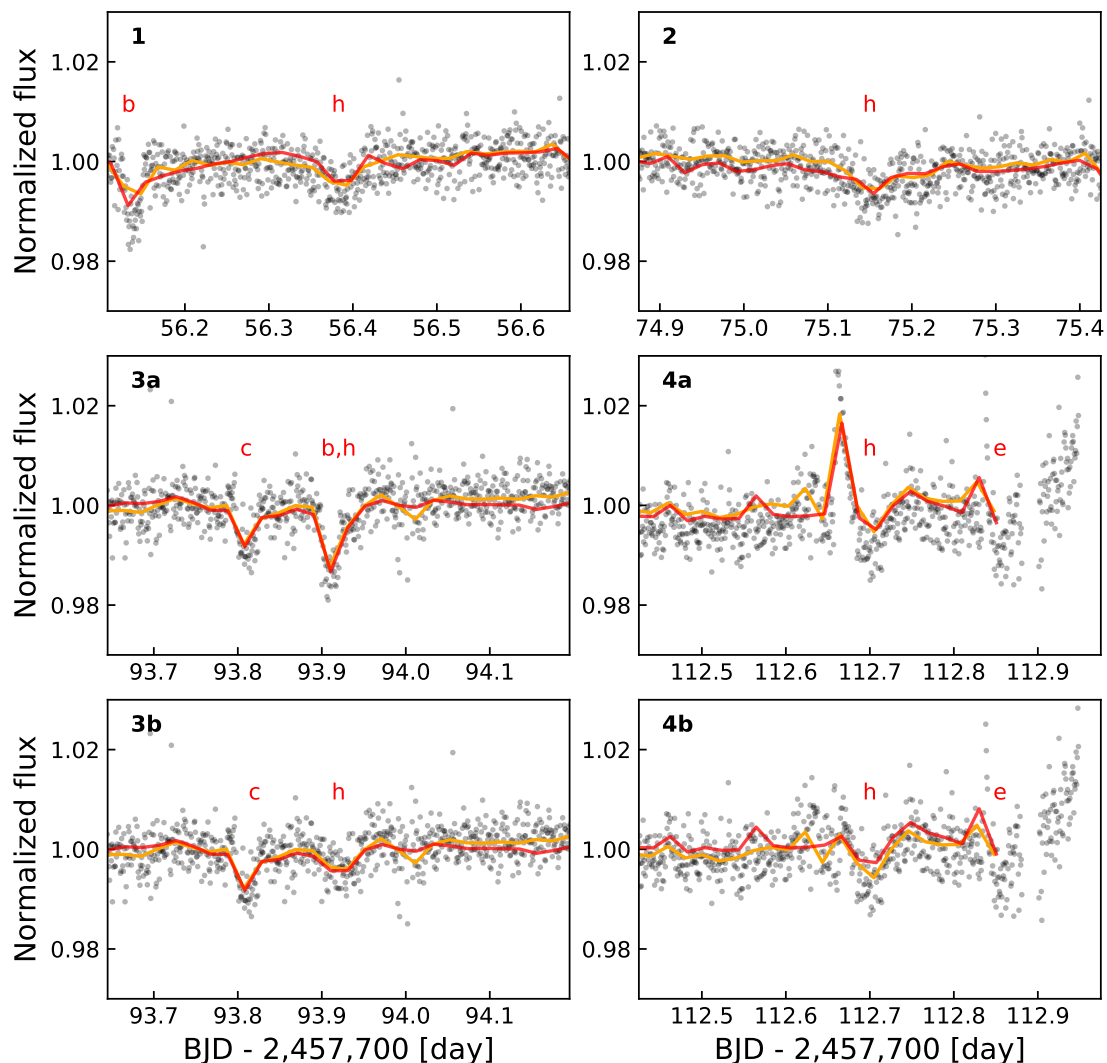 1
2
1.02
1.02
b
h
h
Normalized flux
1.00
1.00
0.98
0.98
56.2 56.3 56.4 56.5 56.6
74.9 75.0 75.1 75.2 75.3 75.4
3a
4a
1.02
1.02
c
b,h
h
e
Normalized flux
1.00
1.00
0.98
0.98
93.7 93.8 93.9 94.0 94.1
112.5 112.6 112.7 112.8 112.9
3b
4b
1.02
1.02
c
h
h
e
Normalized flux
1.00
1.00
0.98
0.98
93.7 93.8 93.9 94.0 94.1
112.5 112.6 112.7 112.8 112.9
BJD - 2,457,700 [day]
BJD - 2,457,700 [day]